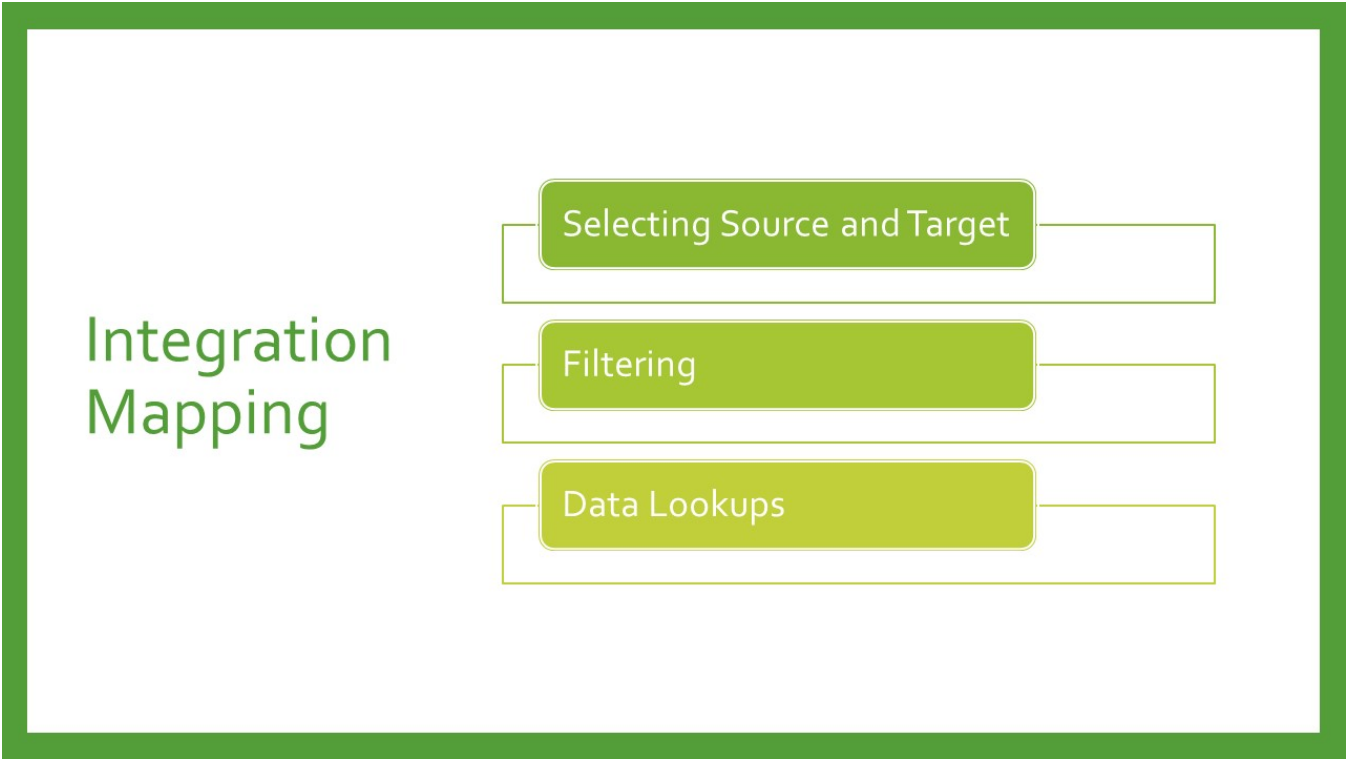 Integration
Mapping
Selecting Source and Target
Filtering
Data Lookups